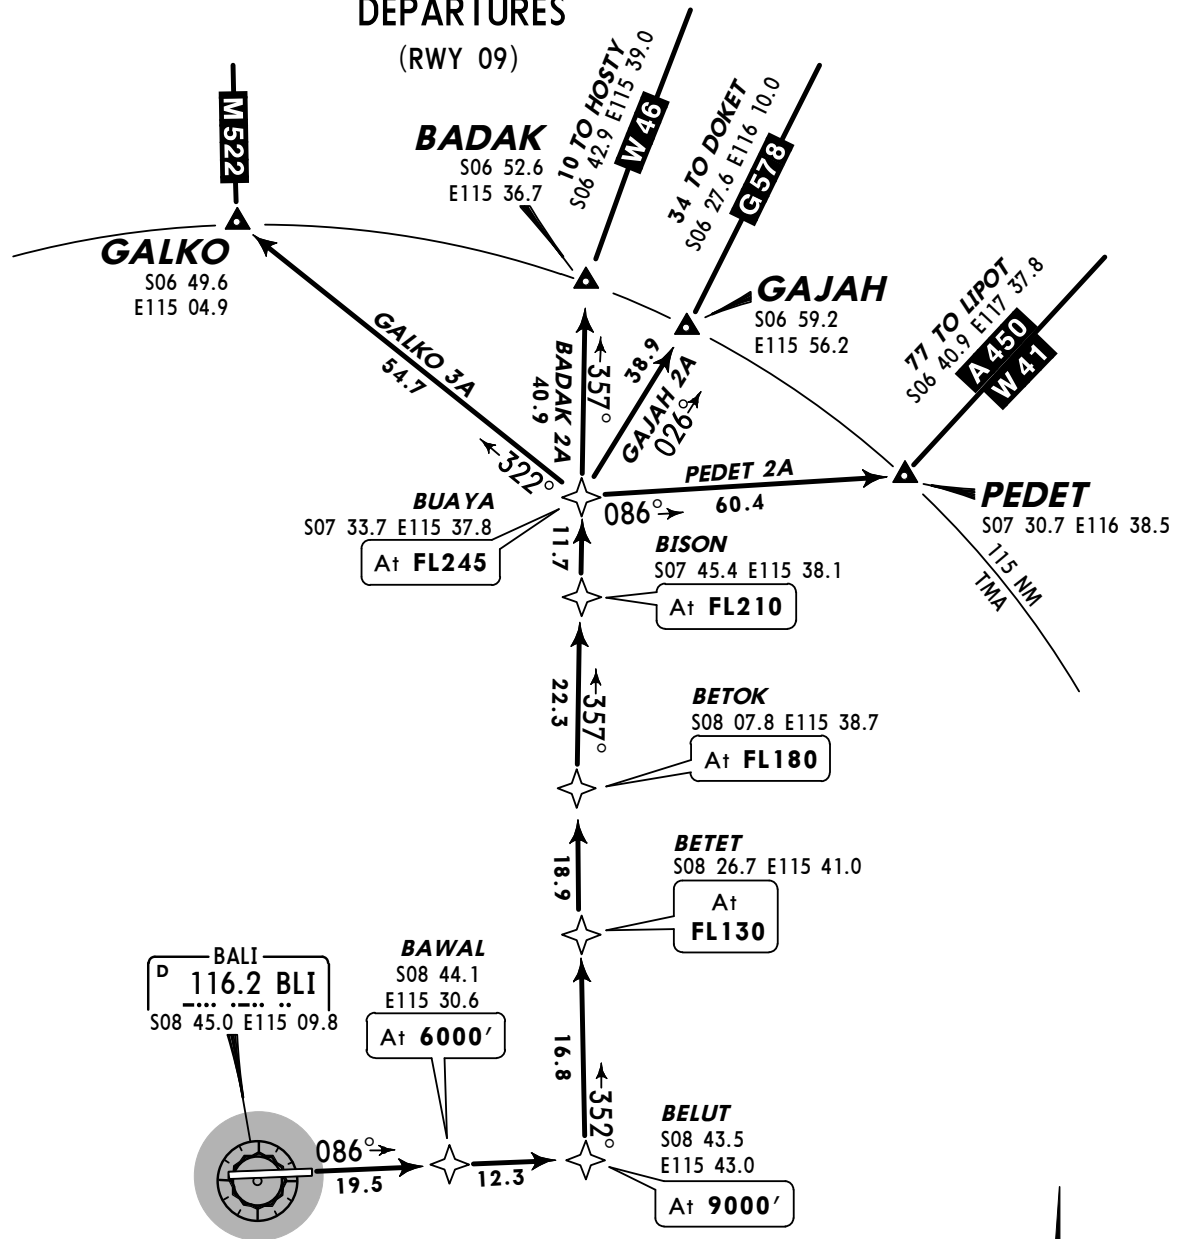 DEPARTURES
(RWY 09)
M 522
10 TO HOSTY
S06 42.9 E115 39.0
W 46
34 TO DOKET
S06 27.6 E116 10.0
G 578
BADAK
S06 52.6
E115 36.7
GALKO
S06 49.6
E115 04.9
GAJAH
S06 59.2
E115 56.2
77 TO LIPOT
S06 40.9 E117 37.8
A 450
W 41
GALKO 3A
54.7
BADAK 2A
40.9
357°
38.9
GAJAH 2A
026°
322°
PEDET 2A
60.4
086°
PEDET
S07 30.7 E116 38.5
115 NM
TMA
BUAYA
S07 33.7 E115 37.8
At FL245
11.7
BISON
S07 45.4 E115 38.1
At FL210
22.3
357°
BETOK
S08 07.8 E115 38.7
At FL180
18.9
BETET
S08 26.7 E115 41.0
At
FL130
BALI
D 116.2 BLI
S08 45.0 E115 09.8
BAWAL
S08 44.1
E115 30.6
At 6000′
16.8
352°
BELUT
S08 43.5
E115 43.0
At 9000′
086°
19.5
12.3